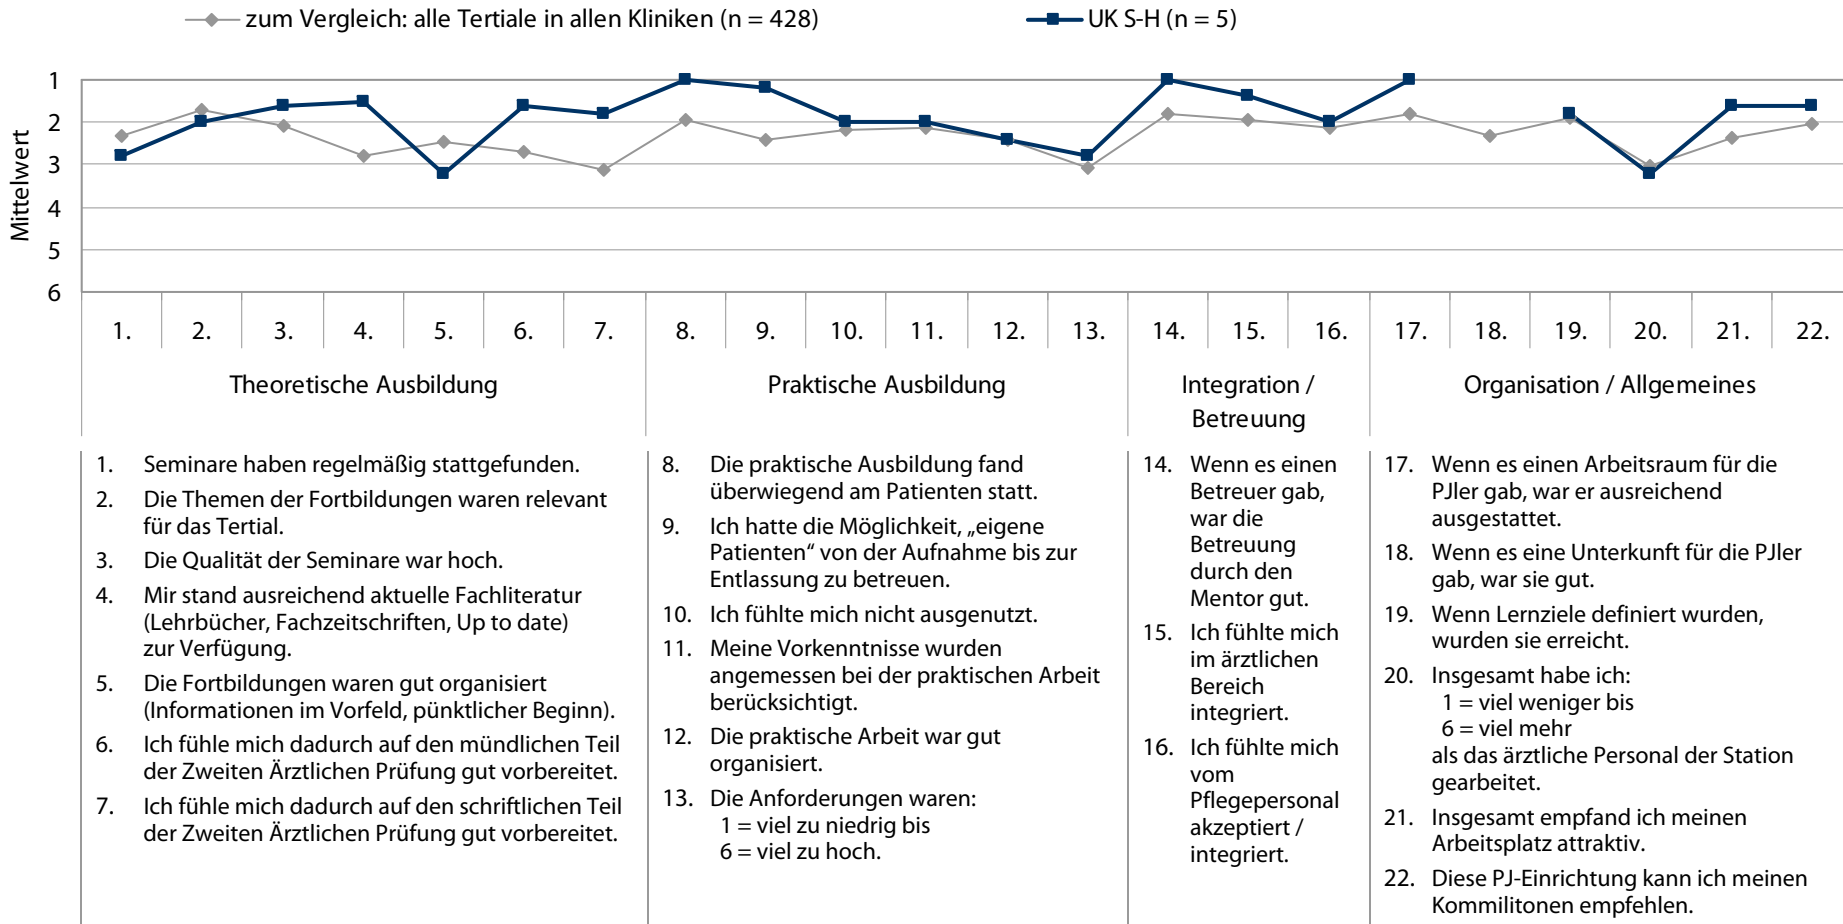 zum Vergleich: alle Tertiale in allen Kliniken (n = 428)
UK S-H (n = 5)
Mittelwert
1
2
3
4
5
6
1.
2.
3.
4.
5.
6.
7.
8.
9.
10.
11.
12.
13.
14.
15.
16.
17.
18.
19.
20.
21.
22.
Theoretische Ausbildung
Praktische Ausbildung
Integration /
Betreuung
Organisation / Allgemeines
1. Seminare haben regelmäßig stattgefunden.
2. Die Themen der Fortbildungen waren relevant
für das Tertial.
3. Die Qualität der Seminare war hoch.
4. Mir stand ausreichend aktuelle Fachliteratur
(Lehrbücher, Fachzeitschriften, Up to date)
zur Verfügung.
5. Die Fortbildungen waren gut organisiert
(Informationen im Vorfeld, pünktlicher Beginn).
6. Ich fühle mich dadurch auf den mündlichen Teil
der Zweiten Ärztlichen Prüfung gut vorbereitet.
7. Ich fühle mich dadurch auf den schriftlichen Teil
der Zweiten Ärztlichen Prüfung gut vorbereitet.
8. Die praktische Ausbildung fand
überwiegend am Patienten statt.
9. Ich hatte die Möglichkeit, „eigene
Patienten“ von der Aufnahme bis zur
Entlassung zu betreuen.
10. Ich fühlte mich nicht ausgenutzt.
11. Meine Vorkenntnisse wurden
angemessen bei der praktischen Arbeit
berücksichtigt.
12. Die praktische Arbeit war gut
organisiert.
13. Die Anforderungen waren:
1 = viel zu niedrig bis
6 = viel zu hoch.
14. Wenn es einen
Betreuer gab,
war die
Betreuung
durch den
Mentor gut.
15. Ich fühlte mich
im ärztlichen
Bereich
integriert.
16. Ich fühlte mich
vom
Pflegepersonal
akzeptiert /
integriert.
17. Wenn es einen Arbeitsraum für die
PJler gab, war er ausreichend
ausgestattet.
18. Wenn es eine Unterkunft für die PJler
gab, war sie gut.
19. Wenn Lernziele definiert wurden,
wurden sie erreicht.
20. Insgesamt habe ich:
1 = viel weniger bis
6 = viel mehr
als das ärztliche Personal der Station
gearbeitet.
21. Insgesamt empfand ich meinen
Arbeitsplatz attraktiv.
22. Diese PJ-Einrichtung kann ich meinen
Kommilitonen empfehlen.